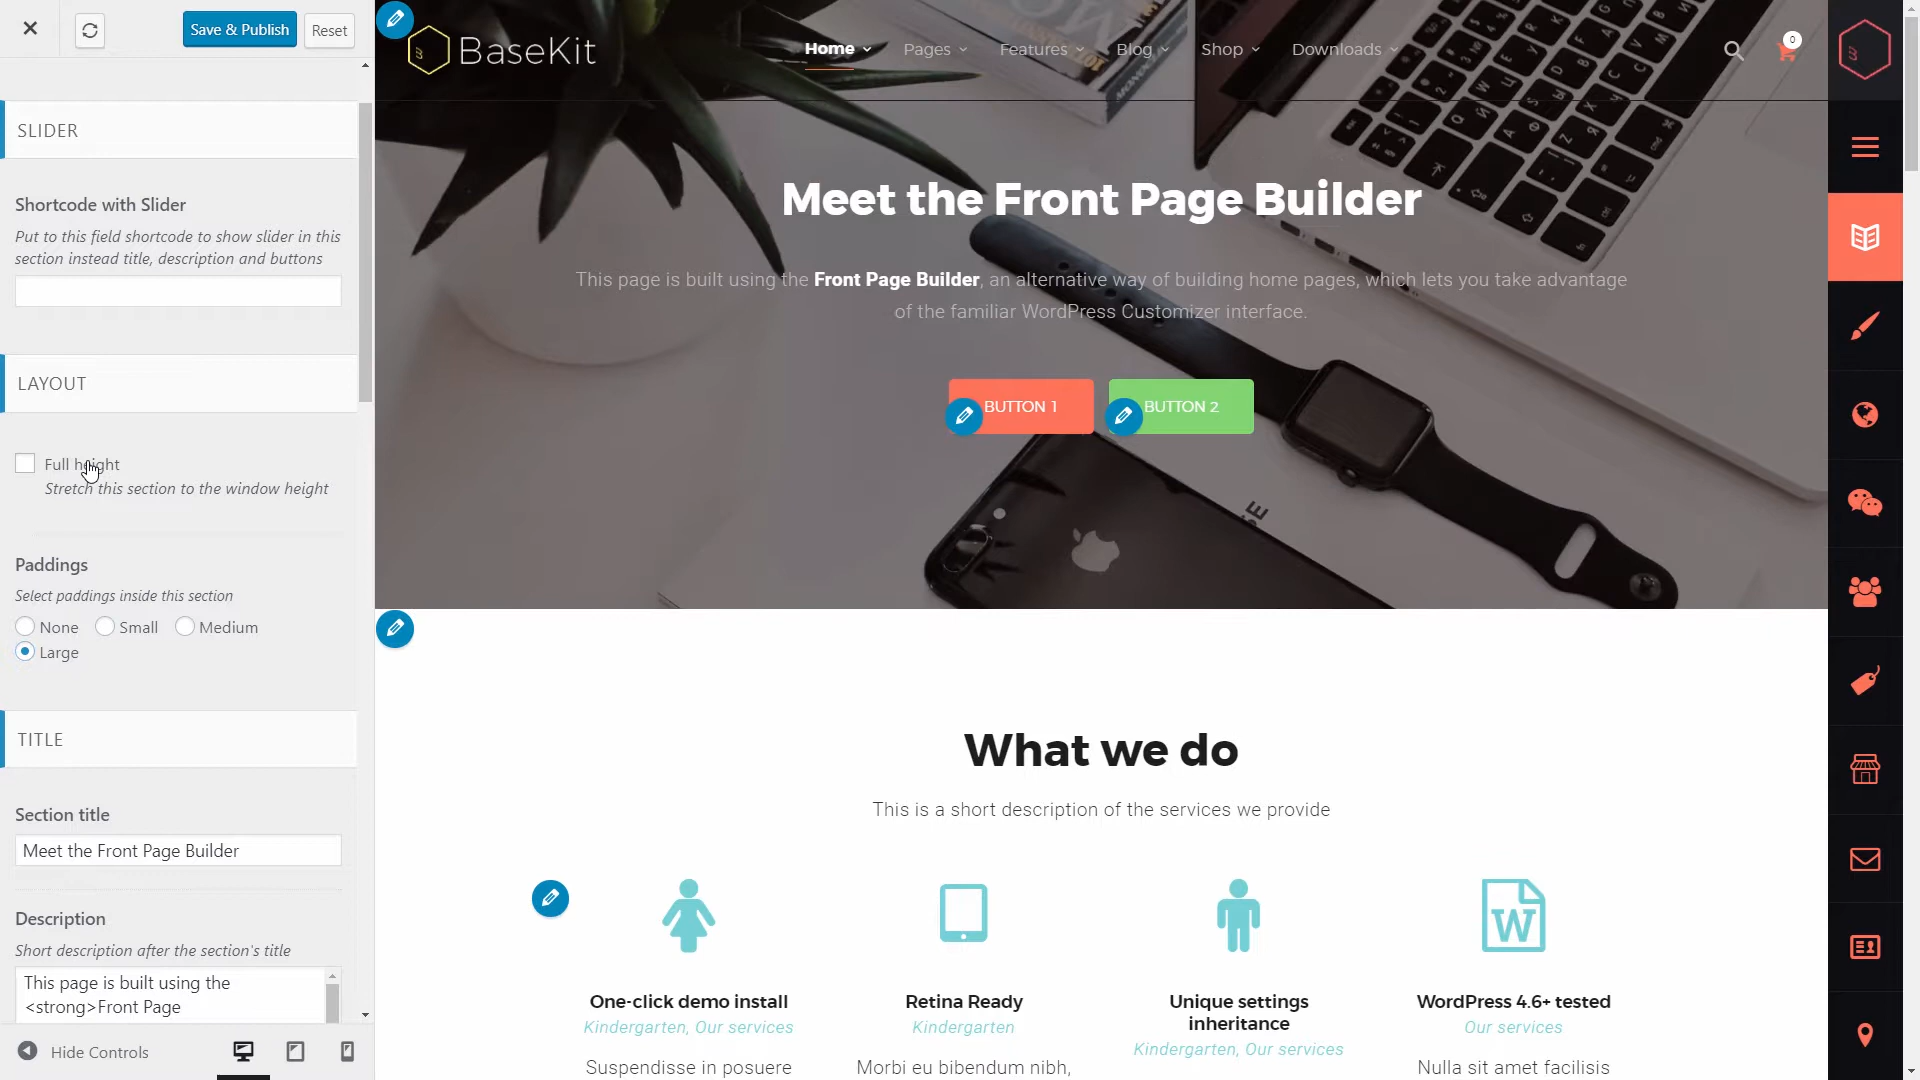 Save & Publish
Reset
SLIDER
Shortcode with Slider
Put to this field shortcode to show slider in this
section instead title, description and buttons
LAYOUT
Full height
Stretch this section to the window height
Paddings
Select paddings inside this section
None
Small
Medium
Large
TITLE
Section title
Meet the Front Page Builder
Description
Short description after the section's title
This page is built using the
<strong>Front Page
Hide Controls
BaseKit
Home
Pages
Features
Blog
Shop
Downloads
0
Meet the Front Page Builder
This page is built using the Front Page Builder, an alternative way of building home pages, which lets you take advantage
of the familiar WordPress Customizer interface.
BUTTON 1
BUTTON 2
What we do
This is a short description of the services we provide
One-click demo install
Kindergarten, Our services
Suspendisse in posuere
Retina Ready
Kindergarten
Morbi eu bibendum nibh,
Unique settings
inheritance
Kindergarten, Our services
W
WordPress 4.6+ tested
Our services
Nulla sit amet facilisis